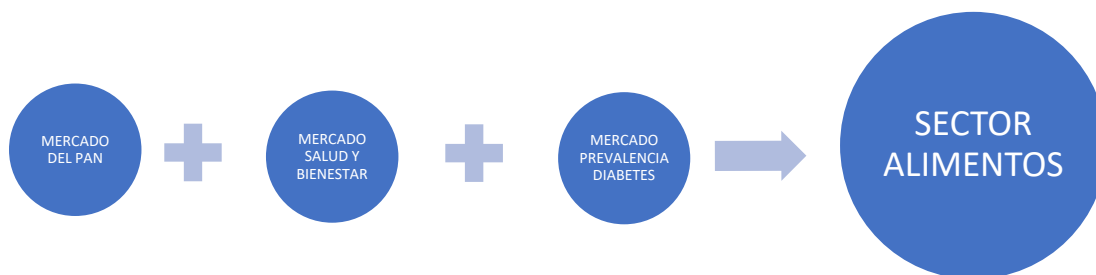 MERCADO
DEL PAN
MERCADO
SALUD Y
BIENESTAR
MERCADO
PREVALENCIA
DIABETES
SECTOR
ALIMENTOS